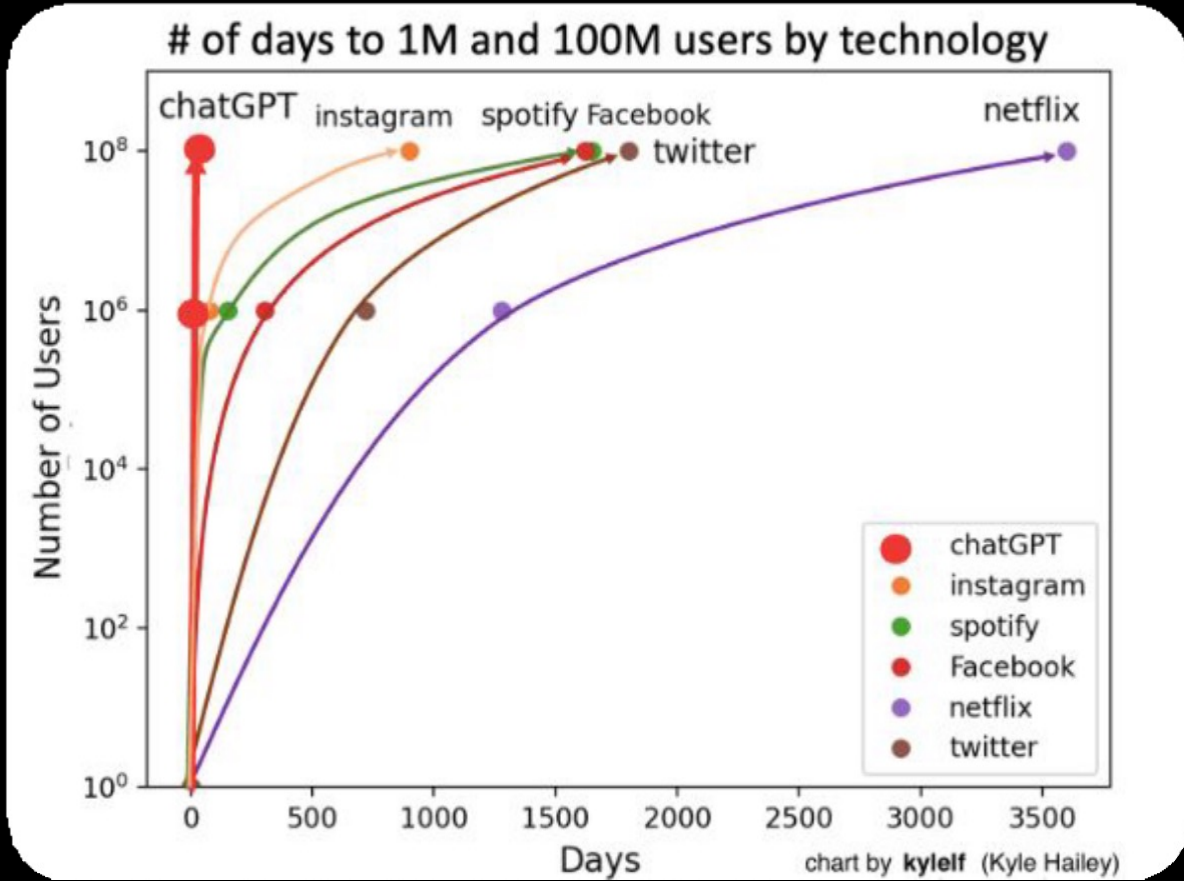 # of days to 1M and 100M users by technology
chatGPT
instagram
spotify
Facebook
netflix
twitter
10⁸
10⁶
10⁴
10²
10⁰
Number of Users
0
500
1000
1500
2000
2500
3000
3500
Days
chatGPT
instagram
spotify
Facebook
netflix
twitter
chart by kylelf (Kyle Hailey)